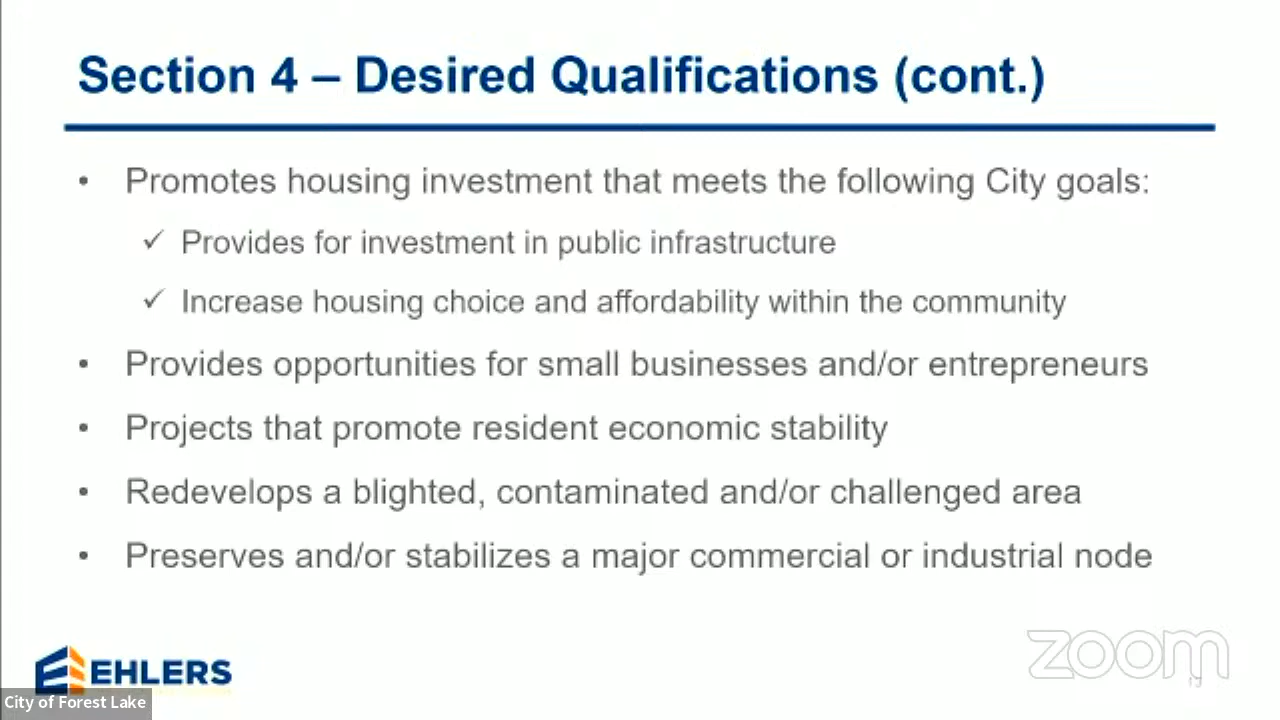 Section 4 – Desired Qualifications (cont.)
• Promotes housing investment that meets the following City goals:
✓ Provides for investment in public infrastructure
✓ Increase housing choice and affordability within the community
• Provides opportunities for small businesses and/or entrepreneurs
• Projects that promote resident economic stability
• Redevelops a blighted, contaminated and/or challenged area
• Preserves and/or stabilizes a major commercial or industrial node
EHLERS
zoom
City of Forest Lake